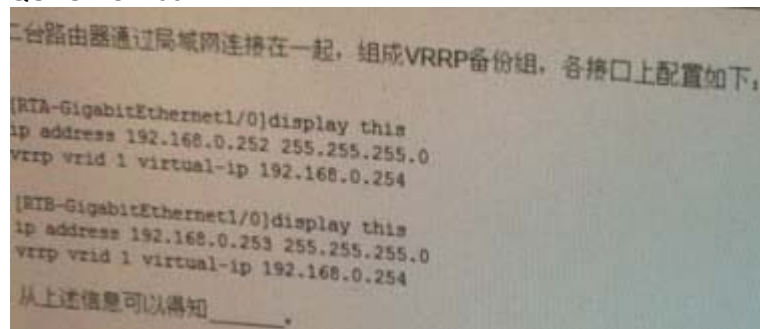 二台路由器通过局域网连接在一起，组成VRRP备份组，各接口上配置如下：
[RTA-GigabitEthernet1/0]display this
ip address 192.168.0.252 255.255.255.0
vrrp vrid 1 virtual-ip 192.168.0.254
[RTB-GigabitEthernet1/0]display this
ip address 192.168.0.253 255.255.255.0
vrrp vrid 1 virtual-ip 192.168.0.254
从上述信息可以得知______。